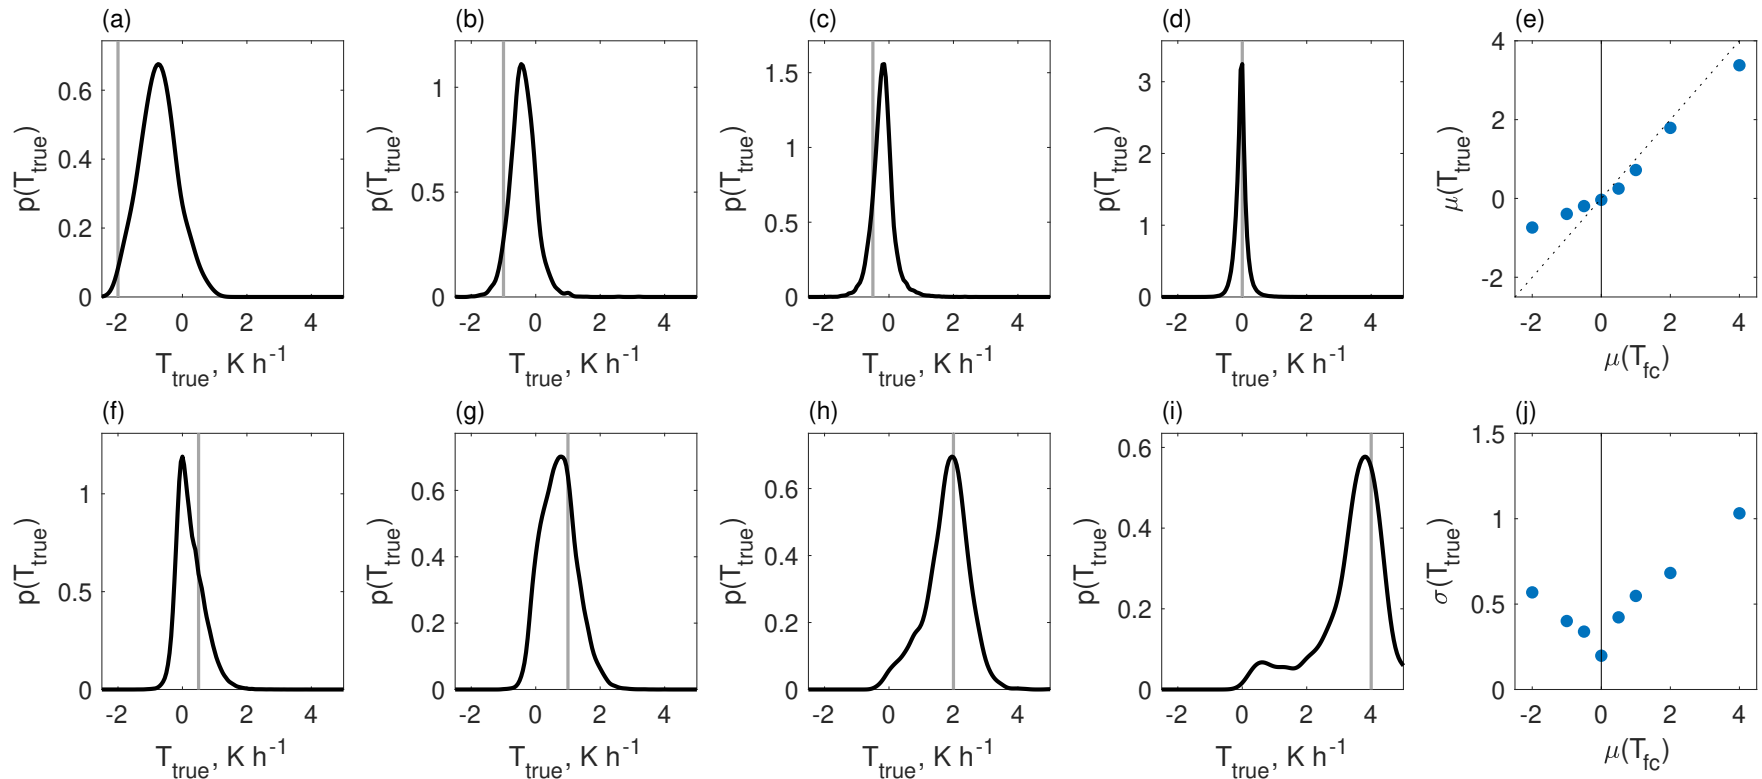 (a)
(b)
(c)
(d)
(e)
0.6
0.4
0.2
0
p(T_true)
-2 0 2 4
T_true, K h^-1
1
0.5
0
p(T_true)
-2 0 2 4
T_true, K h^-1
1.5
1
0.5
0
p(T_true)
-2 0 2 4
T_true, K h^-1
3
2
1
0
p(T_true)
-2 0 2 4
T_true, K h^-1
4
2
0
-2
μ(T_true)
-2 0 2 4
μ(T_fc)
(f)
(g)
(h)
(i)
(j)
1
0.5
0
p(T_true)
-2 0 2 4
T_true, K h^-1
0.6
0.4
0.2
0
p(T_true)
-2 0 2 4
T_true, K h^-1
0.6
0.4
0.2
0
p(T_true)
-2 0 2 4
T_true, K h^-1
0.6
0.4
0.2
0
p(T_true)
-2 0 2 4
T_true, K h^-1
1.5
1
0.5
0
σ(T_true)
-2 0 2 4
μ(T_fc)